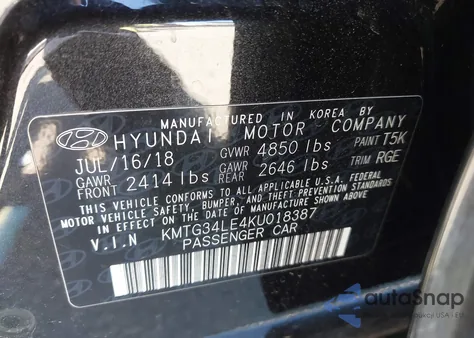 MANUFACTURED IN KOREA BY
HYUNDAI MOTOR COMPANY
JUL/16/18 GVWR 4850 lbs PAINT T5K
GAWR FRONT 2414 lbs GAWR REAR 2646 lbs TRIM RGE
THIS VEHICLE CONFORMS TO ALL APPLICABLE U.S.A. FEDERAL
MOTOR VEHICLE SAFETY, BUMPER, AND THEFT PREVENTION STANDARDS
IN EFFECT ON THE DATE OF MANUFACTURE SHOWN ABOVE.
V.I.N KMTG34LE4KU018387
PASSENGER CAR
autoSnap